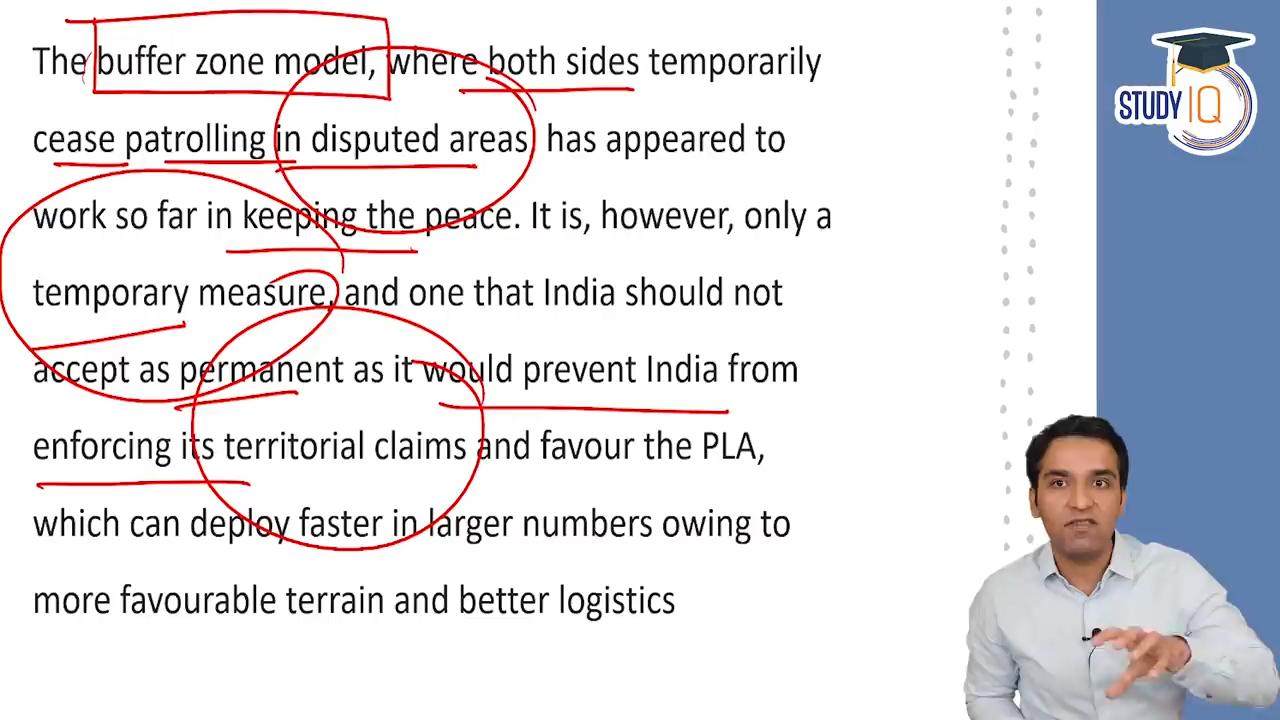 The buffer zone model, where both sides temporarily
cease patrolling in disputed areas, has appeared to
work so far in keeping the peace. It is, however, only a
temporary measure, and one that India should not
accept as permanent as it would prevent India from
enforcing its territorial claims and favour the PLA,
which can deploy faster in larger numbers owing to
more favourable terrain and better logistics
STUDY IQ